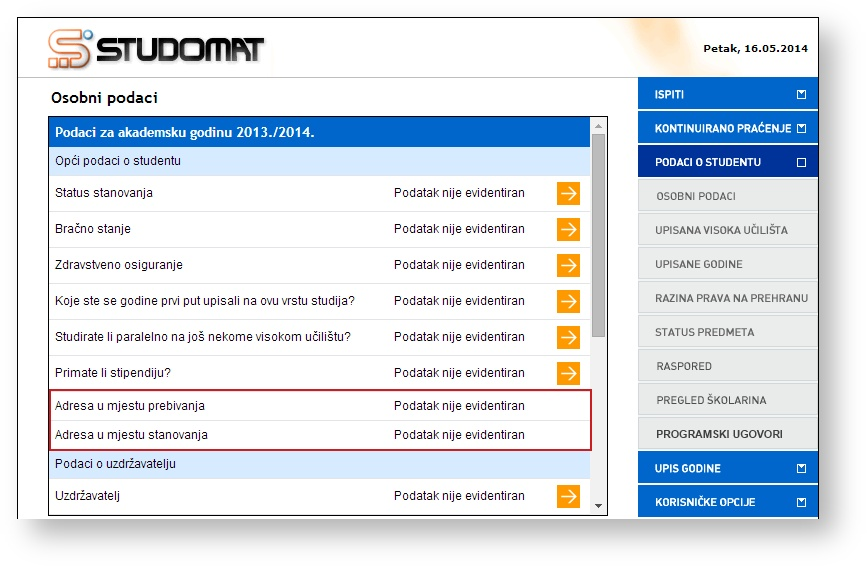 STUDOMAT
Petak, 16.05.2014
Osobni podaci
Podaci za akademsku godinu 2013./2014.
Opći podaci o studentu
Status stanovanja Podatak nije evidentiran
Bračno stanje Podatak nije evidentiran
Zdravstveno osiguranje Podatak nije evidentiran
Koje ste se godine prvi put upisali na ovu vrstu studija? Podatak nije evidentiran
Studirate li paralelno na još nekome visokom učilištu? Podatak nije evidentiran
Primate li stipendiju? Podatak nije evidentiran
Adresa u mjestu prebivanja Podatak nije evidentiran
Adresa u mjestu stanovanja Podatak nije evidentiran
Podaci o uzdržavatelju
Uzdržavatelj Podatak nije evidentiran
ISPITI
KONTINUIRANO PRAĆENJE
PODACI O STUDENTU
OSOBNI PODACI
UPISANA VISOKA UČILIŠTA
UPISANE GODINE
RAZINA PRAVA NA PREHRANU
STATUS PREDMETA
RASPORED
PREGLED ŠKOLARINA
PROGRAMSKI UGOVORI
UPIS GODINE
KORISNIČKE OPCIJE